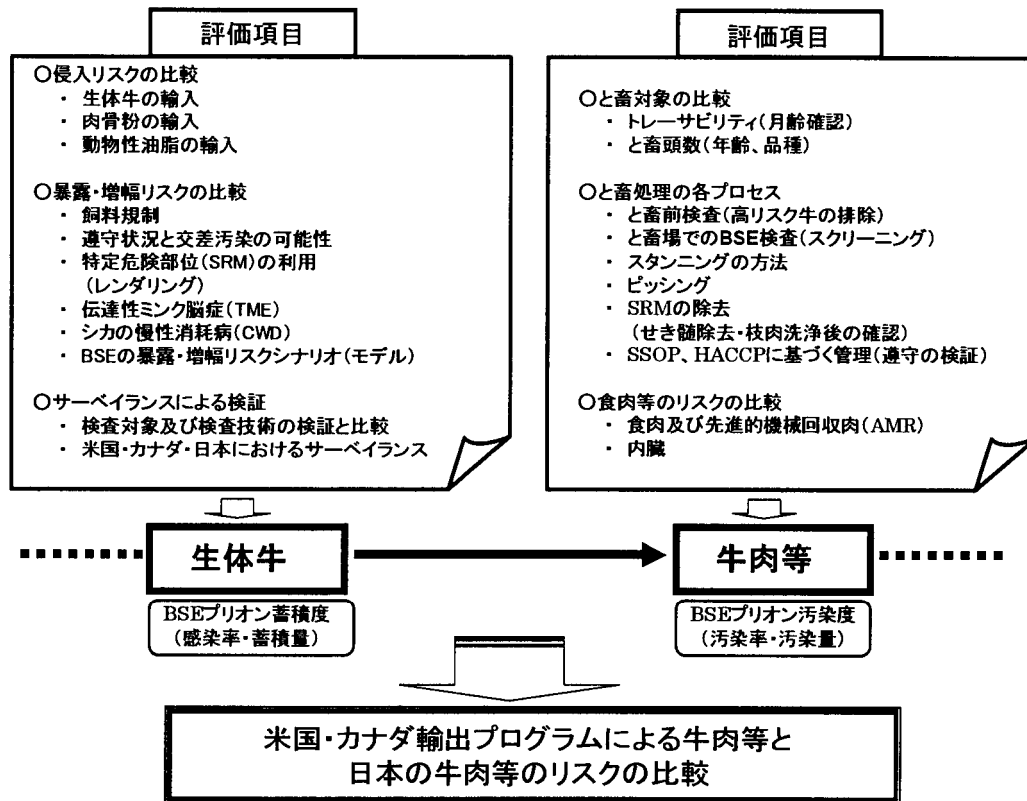 評価項目
○侵入リスクの比較
・ 生体牛の輸入
・ 肉骨粉の輸入
・ 動物性油脂の輸入
○暴露・増幅リスクの比較
・ 飼料規制
・ 遵守状況と交差汚染の可能性
・ 特定危険部位(SRM)の利用
(レンダリング)
・ 伝達性ミンク脳症(TME)
・ シカの慢性消耗病(CWD)
・ BSEの暴露・増幅リスクシナリオ(モデル)
○サーベイランスによる検証
・ 検査対象及び検査技術の検証と比較
・ 米国・カナダ・日本におけるサーベイランス
評価項目
○と畜対象の比較
・ トレーサビリティ(月齢確認)
・ と畜頭数(年齢、品種)
○と畜処理の各プロセス
・ と畜前検査(高リスク牛の排除)
・ と畜場でのBSE検査(スクリーニング)
・ スタンニングの方法
・ ピッシング
・ SRMの除去
(せき髄除去・枝肉洗浄後の確認)
・ SSOP、HACCPに基づく管理(遵守の検証)
○食肉等のリスクの比較
・ 食肉及び先進的機械回収肉(AMR)
・ 内臓
生体牛
BSEプリオン蓄積度
(感染率・蓄積量)
牛肉等
BSEプリオン汚染度
(汚染率・汚染量)
米国・カナダ輸出プログラムによる牛肉等と
日本の牛肉等のリスクの比較